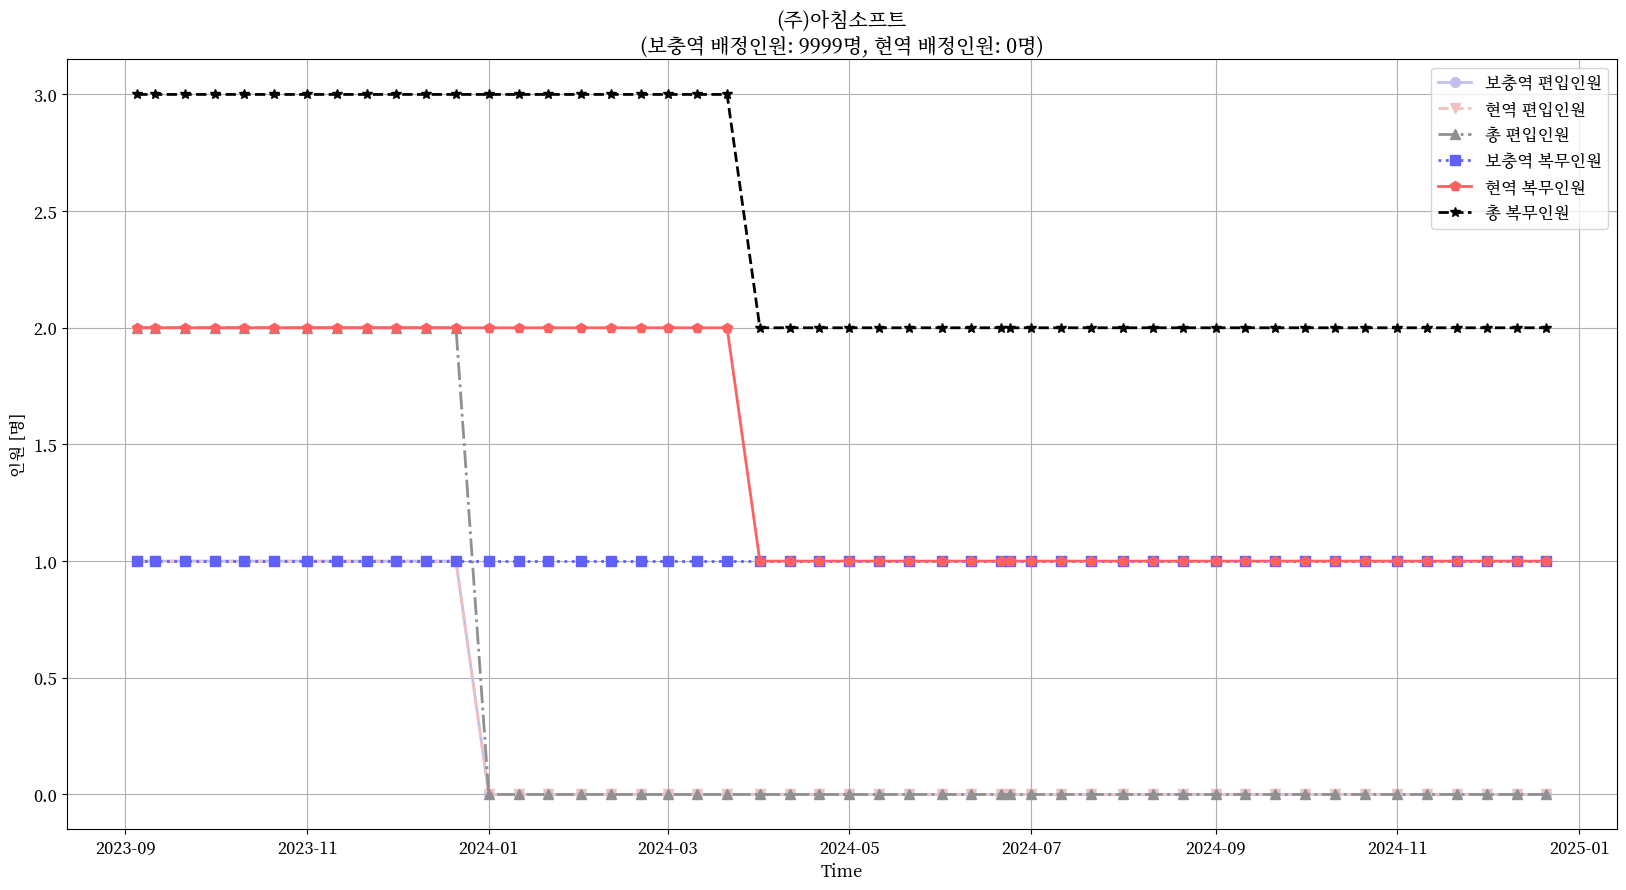 (주)아침소프트
(보충역 배정인원: 9999명, 현역 배정인원: 0명)
보충역 편입인원
현역 편입인원
총 편입인원
보충역 복무인원
현역 복무인원
총 복무인원
3.0
2.5
2.0
1.5
1.0
0.5
0.0
인원 [명]
2023-09
2023-11
2024-01
2024-03
2024-05
2024-07
2024-09
2024-11
2025-01
Time